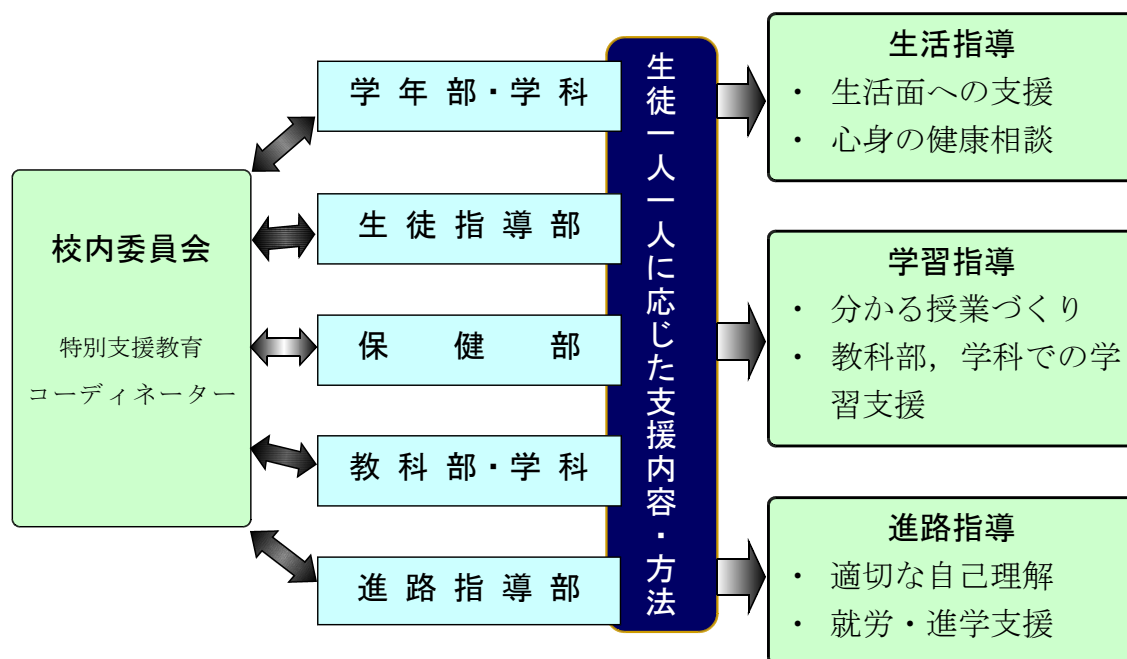 校内委員会
特別支援教育
コーディネーター
学年部・学科
生徒指導部
保健部
教科部・学科
進路指導部
生徒一人一人に応じた支援内容・方法
生活指導
・ 生活面への支援
・ 心身の健康相談
学習指導
・ 分かる授業づくり
・ 教科部，学科での学
習支援
進路指導
・ 適切な自己理解
・ 就労・進学支援